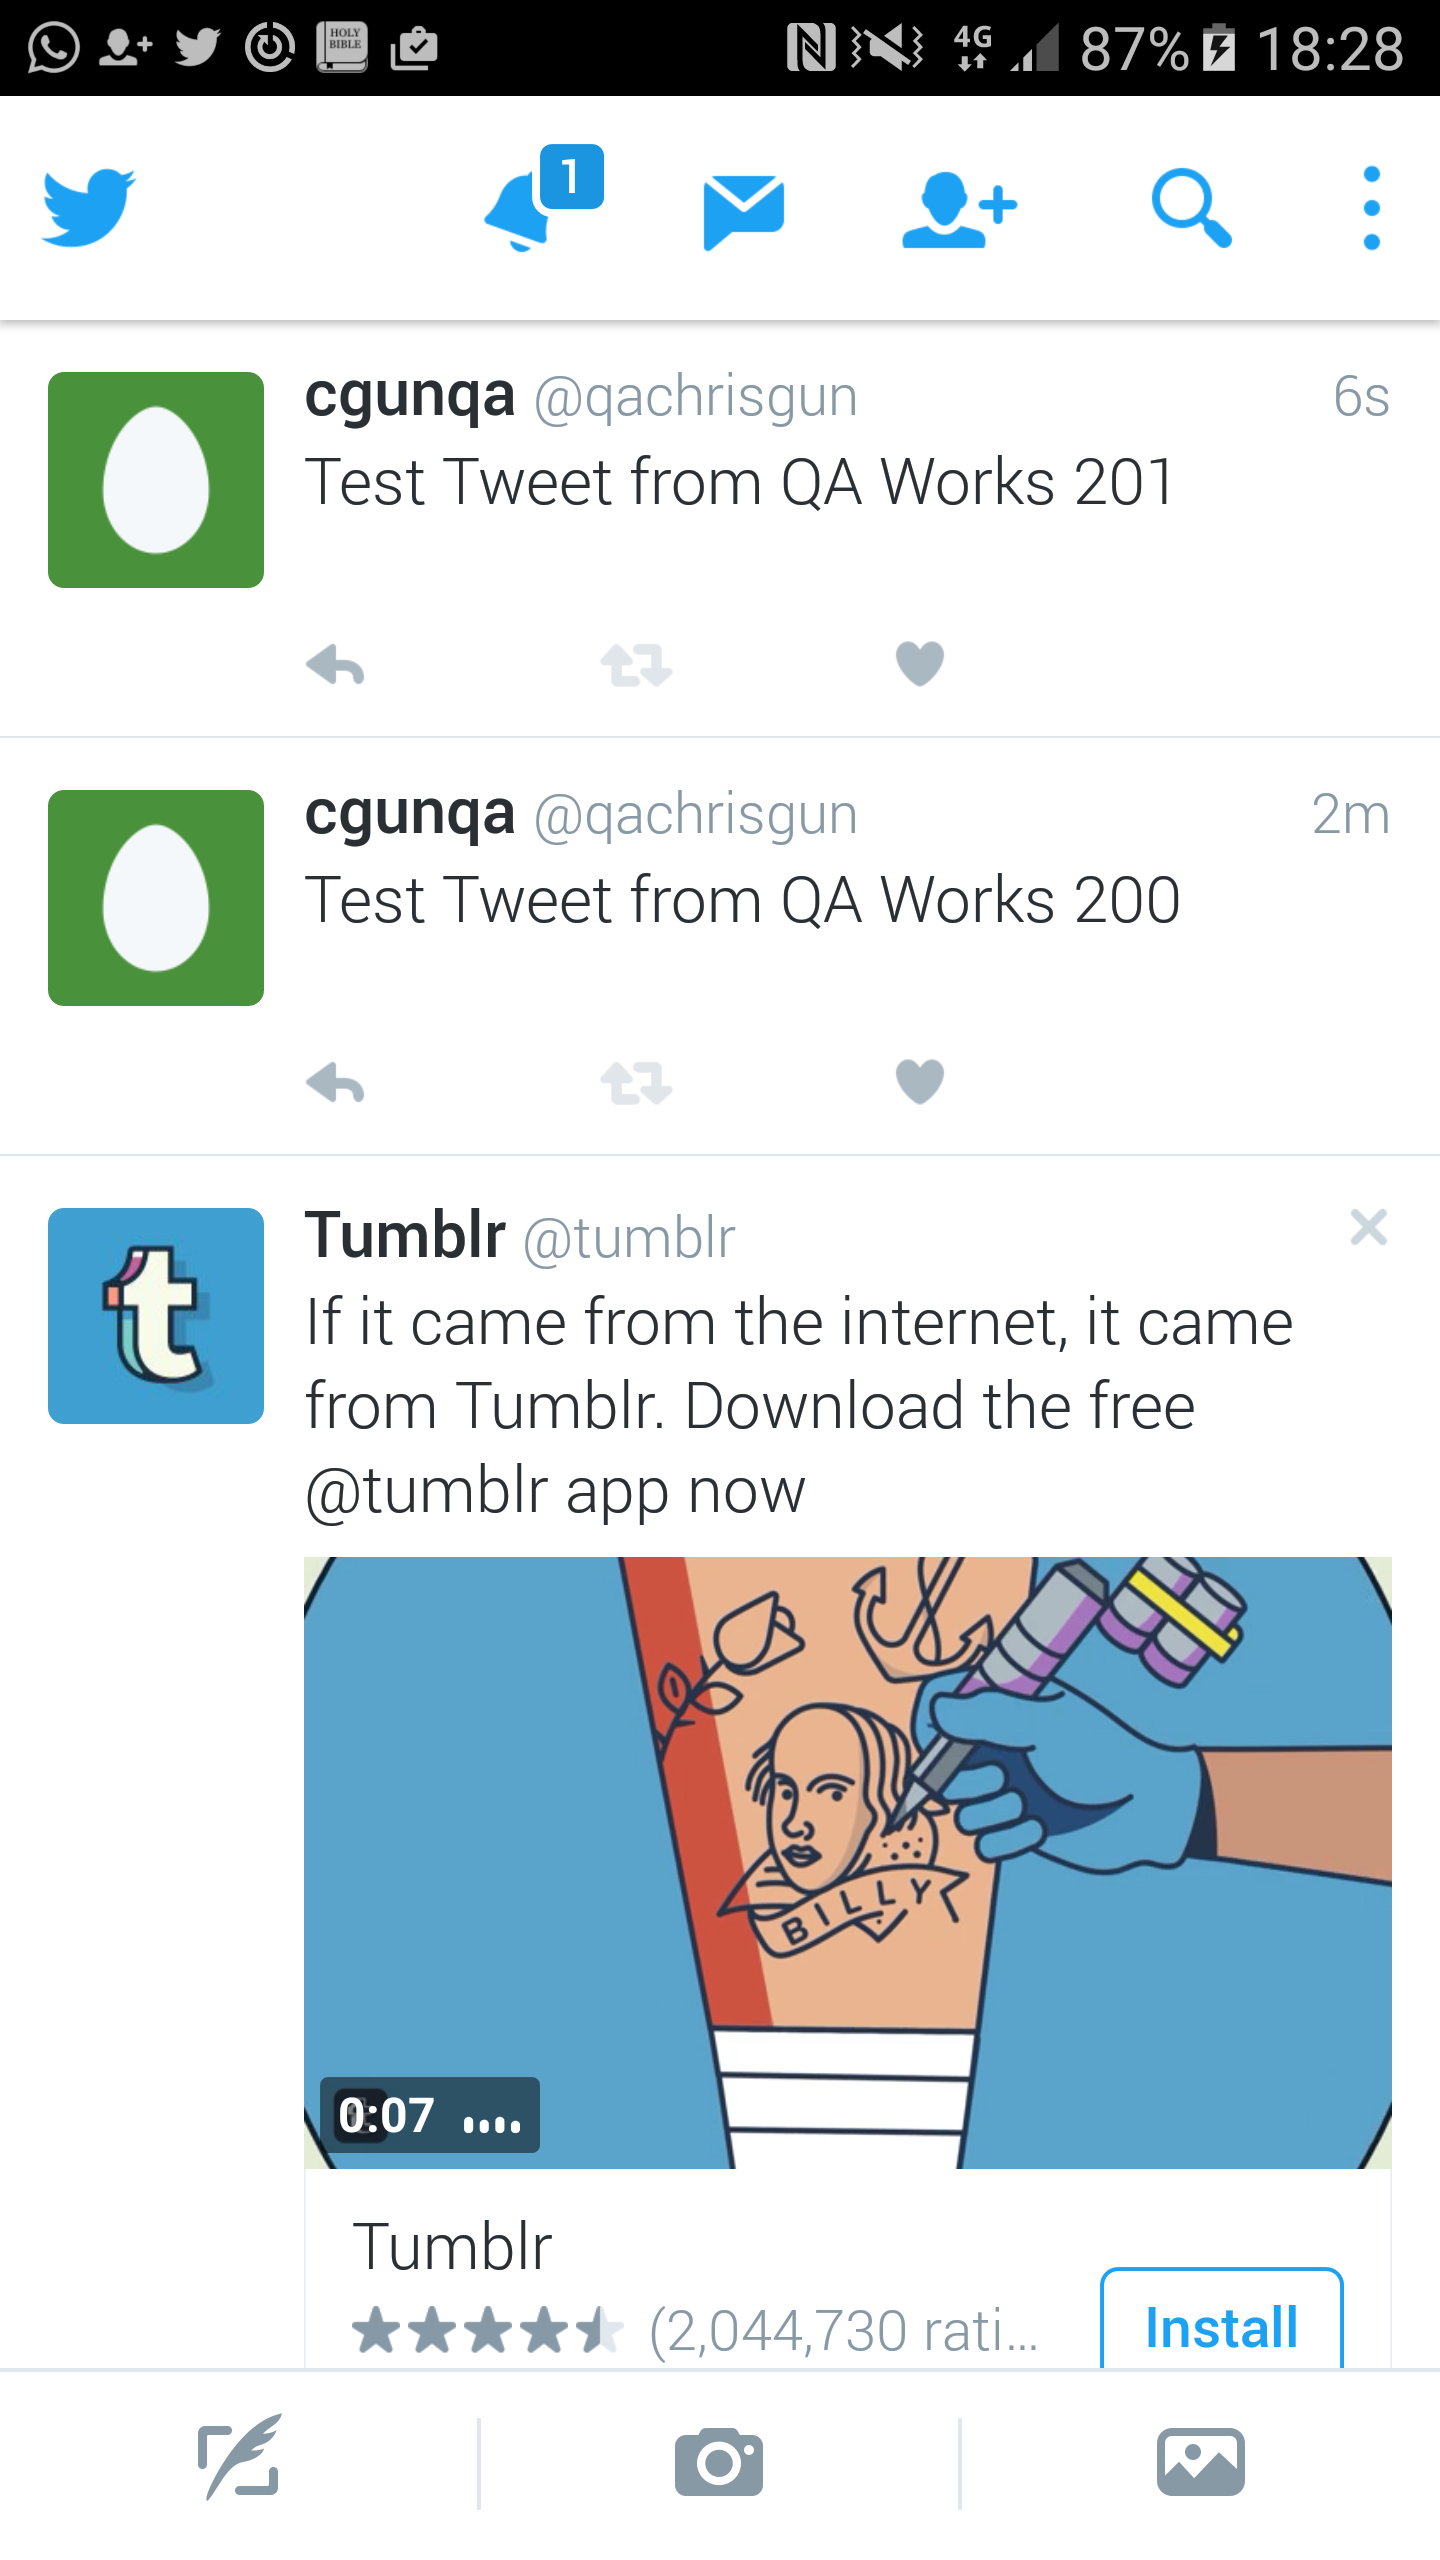 HOLY
BIBLE
4G
87%
18:28
1
cgunqa @qachrisgun 6s
Test Tweet from QA Works 201
cgunqa @qachrisgun 2m
Test Tweet from QA Works 200
t
Tumblr @tumblr
If it came from the internet, it came
from Tumblr. Download the free
@tumblr app now
BILLY
0:07
Tumblr
(2,044,730 rati...
Install